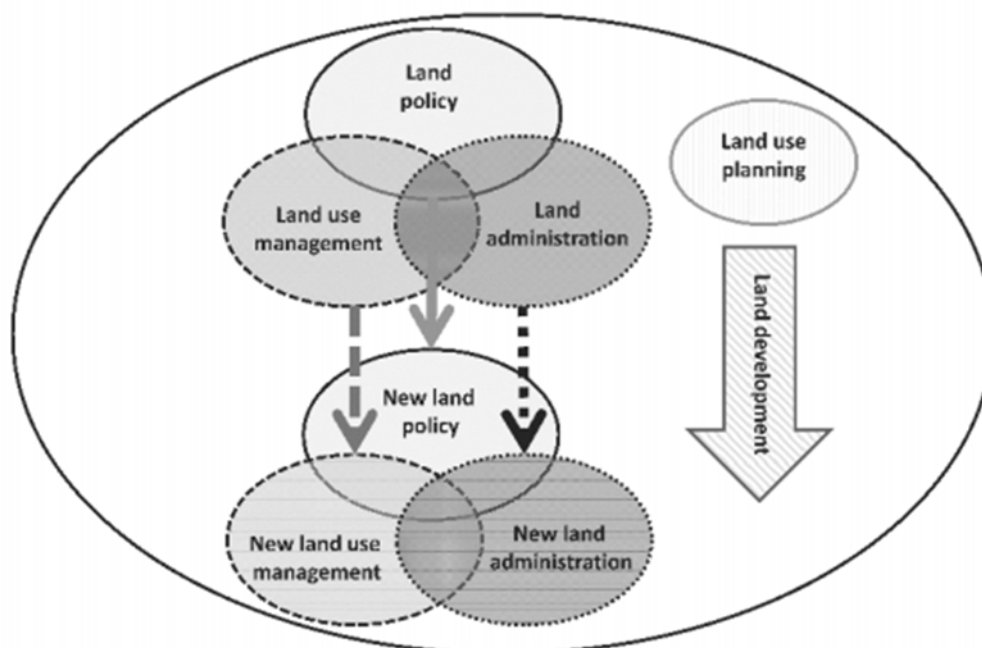 Land
policy
Land use
management
Land
administration
Land use
planning
Land development
New land
policy
New land use
management
New land
administration